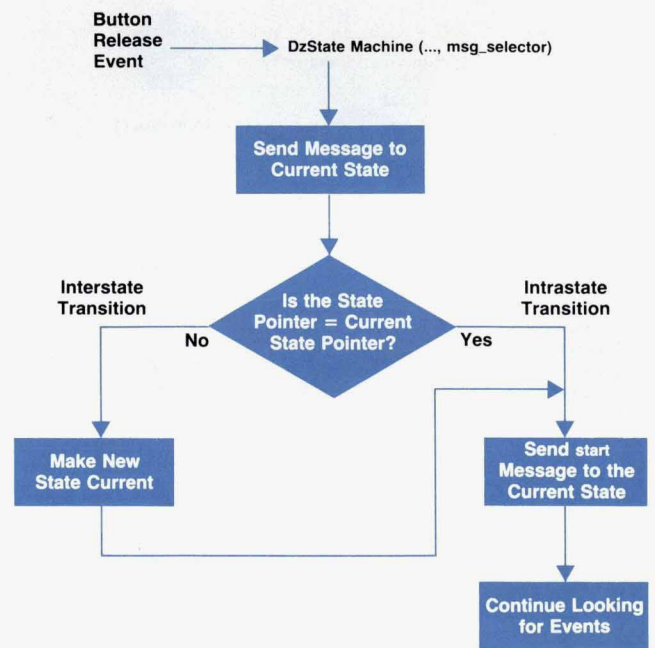 Button
Release
Event
DzState Machine (..., msg_selector)
Send Message to
Current State
Interstate
Transition
Is the State
Pointer = Current
State Pointer?
Intrastate
Transition
No
Yes
Make New
State Current
Send start
Message to the
Current State
Continue Looking
for Events